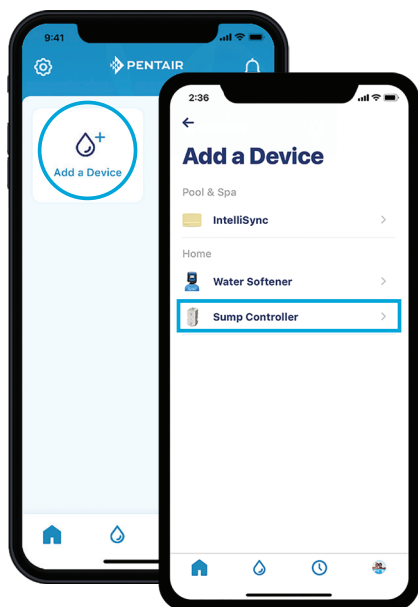 9:41
PENTAIR
Add a Device
2:36
Add a Device
Pool & Spa
IntelliSync
Home
Water Softener
Sump Controller